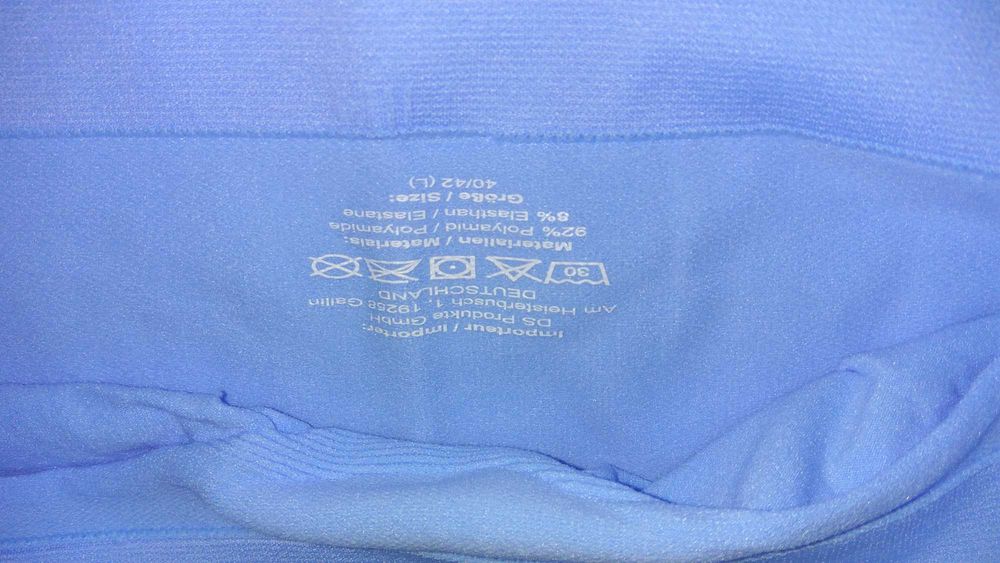 Importeur / Importer:
DS Produkte GmbH
Am Heisterbusch 1, 19258 Gallin
DEUTSCHLAND
30
Materialien / Materials:
92% Polyamid / Polyamide
8% Elasthan / Elastane
Größe / Size:
40/42 (L)